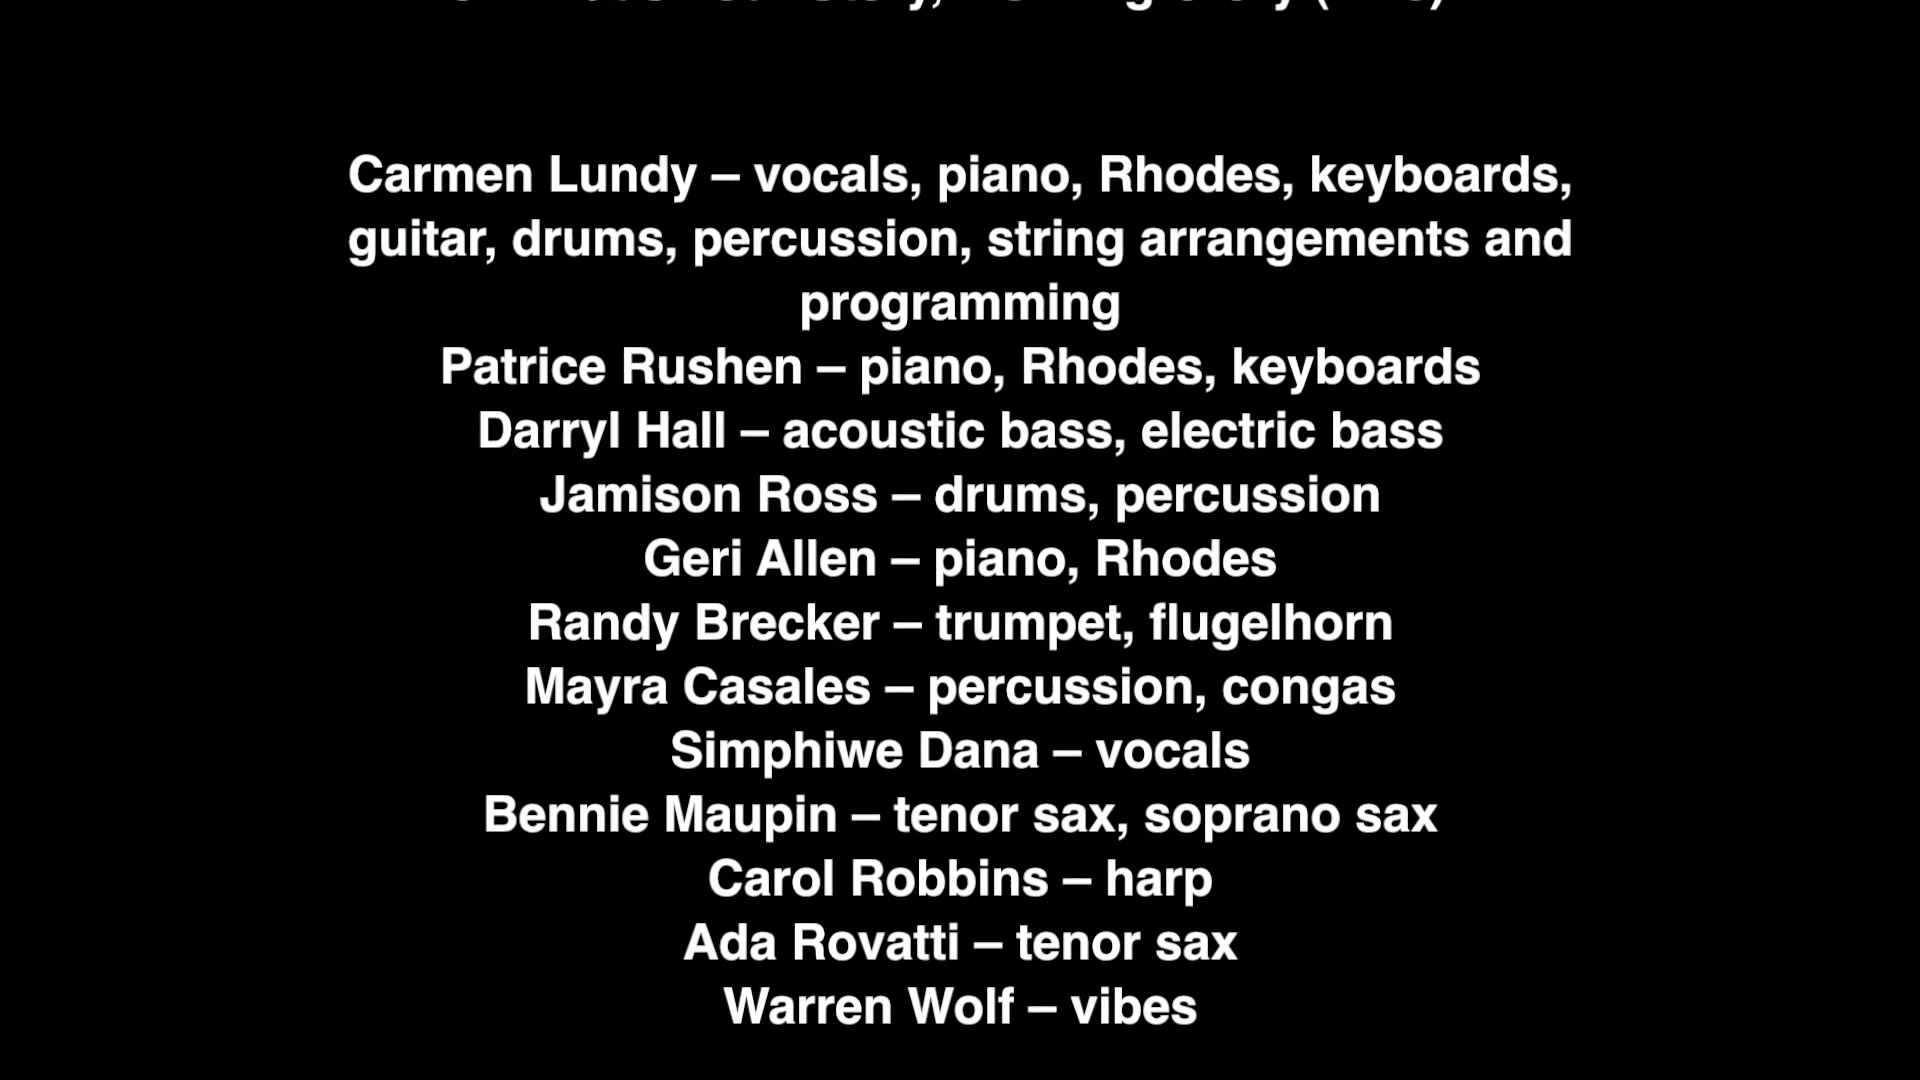 Carmen Lundy – vocals, piano, Rhodes, keyboards,
guitar, drums, percussion, string arrangements and
programming
Patrice Rushen – piano, Rhodes, keyboards
Darryl Hall – acoustic bass, electric bass
Jamison Ross – drums, percussion
Geri Allen – piano, Rhodes
Randy Brecker – trumpet, flugelhorn
Mayra Casales – percussion, congas
Simphiwe Dana – vocals
Bennie Maupin – tenor sax, soprano sax
Carol Robbins – harp
Ada Rovatti – tenor sax
Warren Wolf – vibes